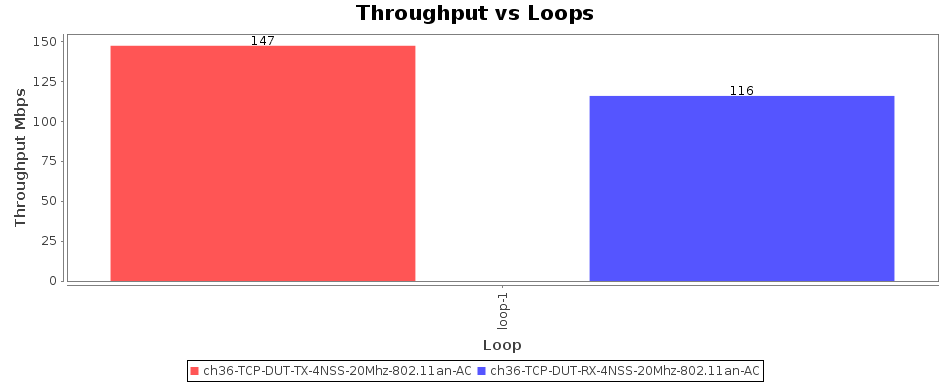 Throughput vs Loops
Throughput Mbps
150
125
100
75
50
25
0
147
116
loop-1
Loop
ch36-TCP-DUT-TX-4NSS-20Mhz-802.11an-AC ch36-TCP-DUT-RX-4NSS-20Mhz-802.11an-AC